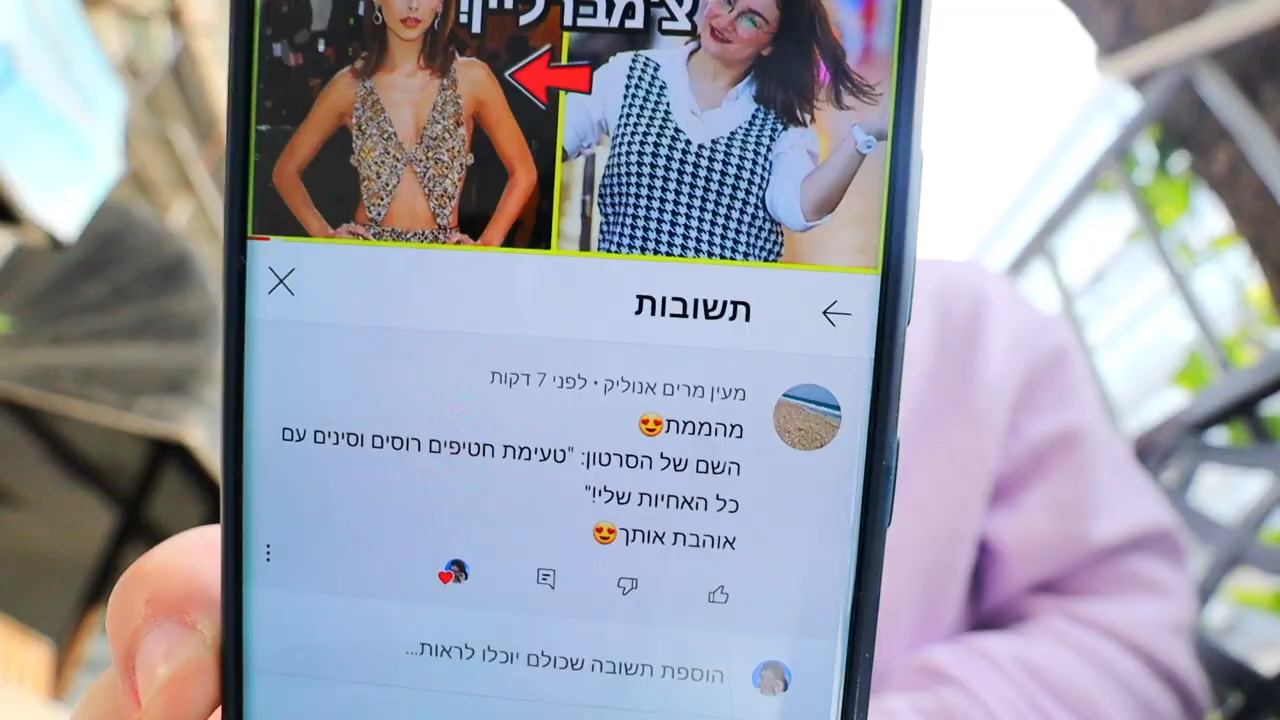 צ'מברליין!
תשובות
מעין מרים אנוליק • לפני 7 דקות
מהממת😍
השם של הסרטון: "טעימת חטיפים רוסים וסינים עם
כל האחיות שלי!"
אוהבת אותך😍
הוספת תשובה שכולם יוכלו לראות...